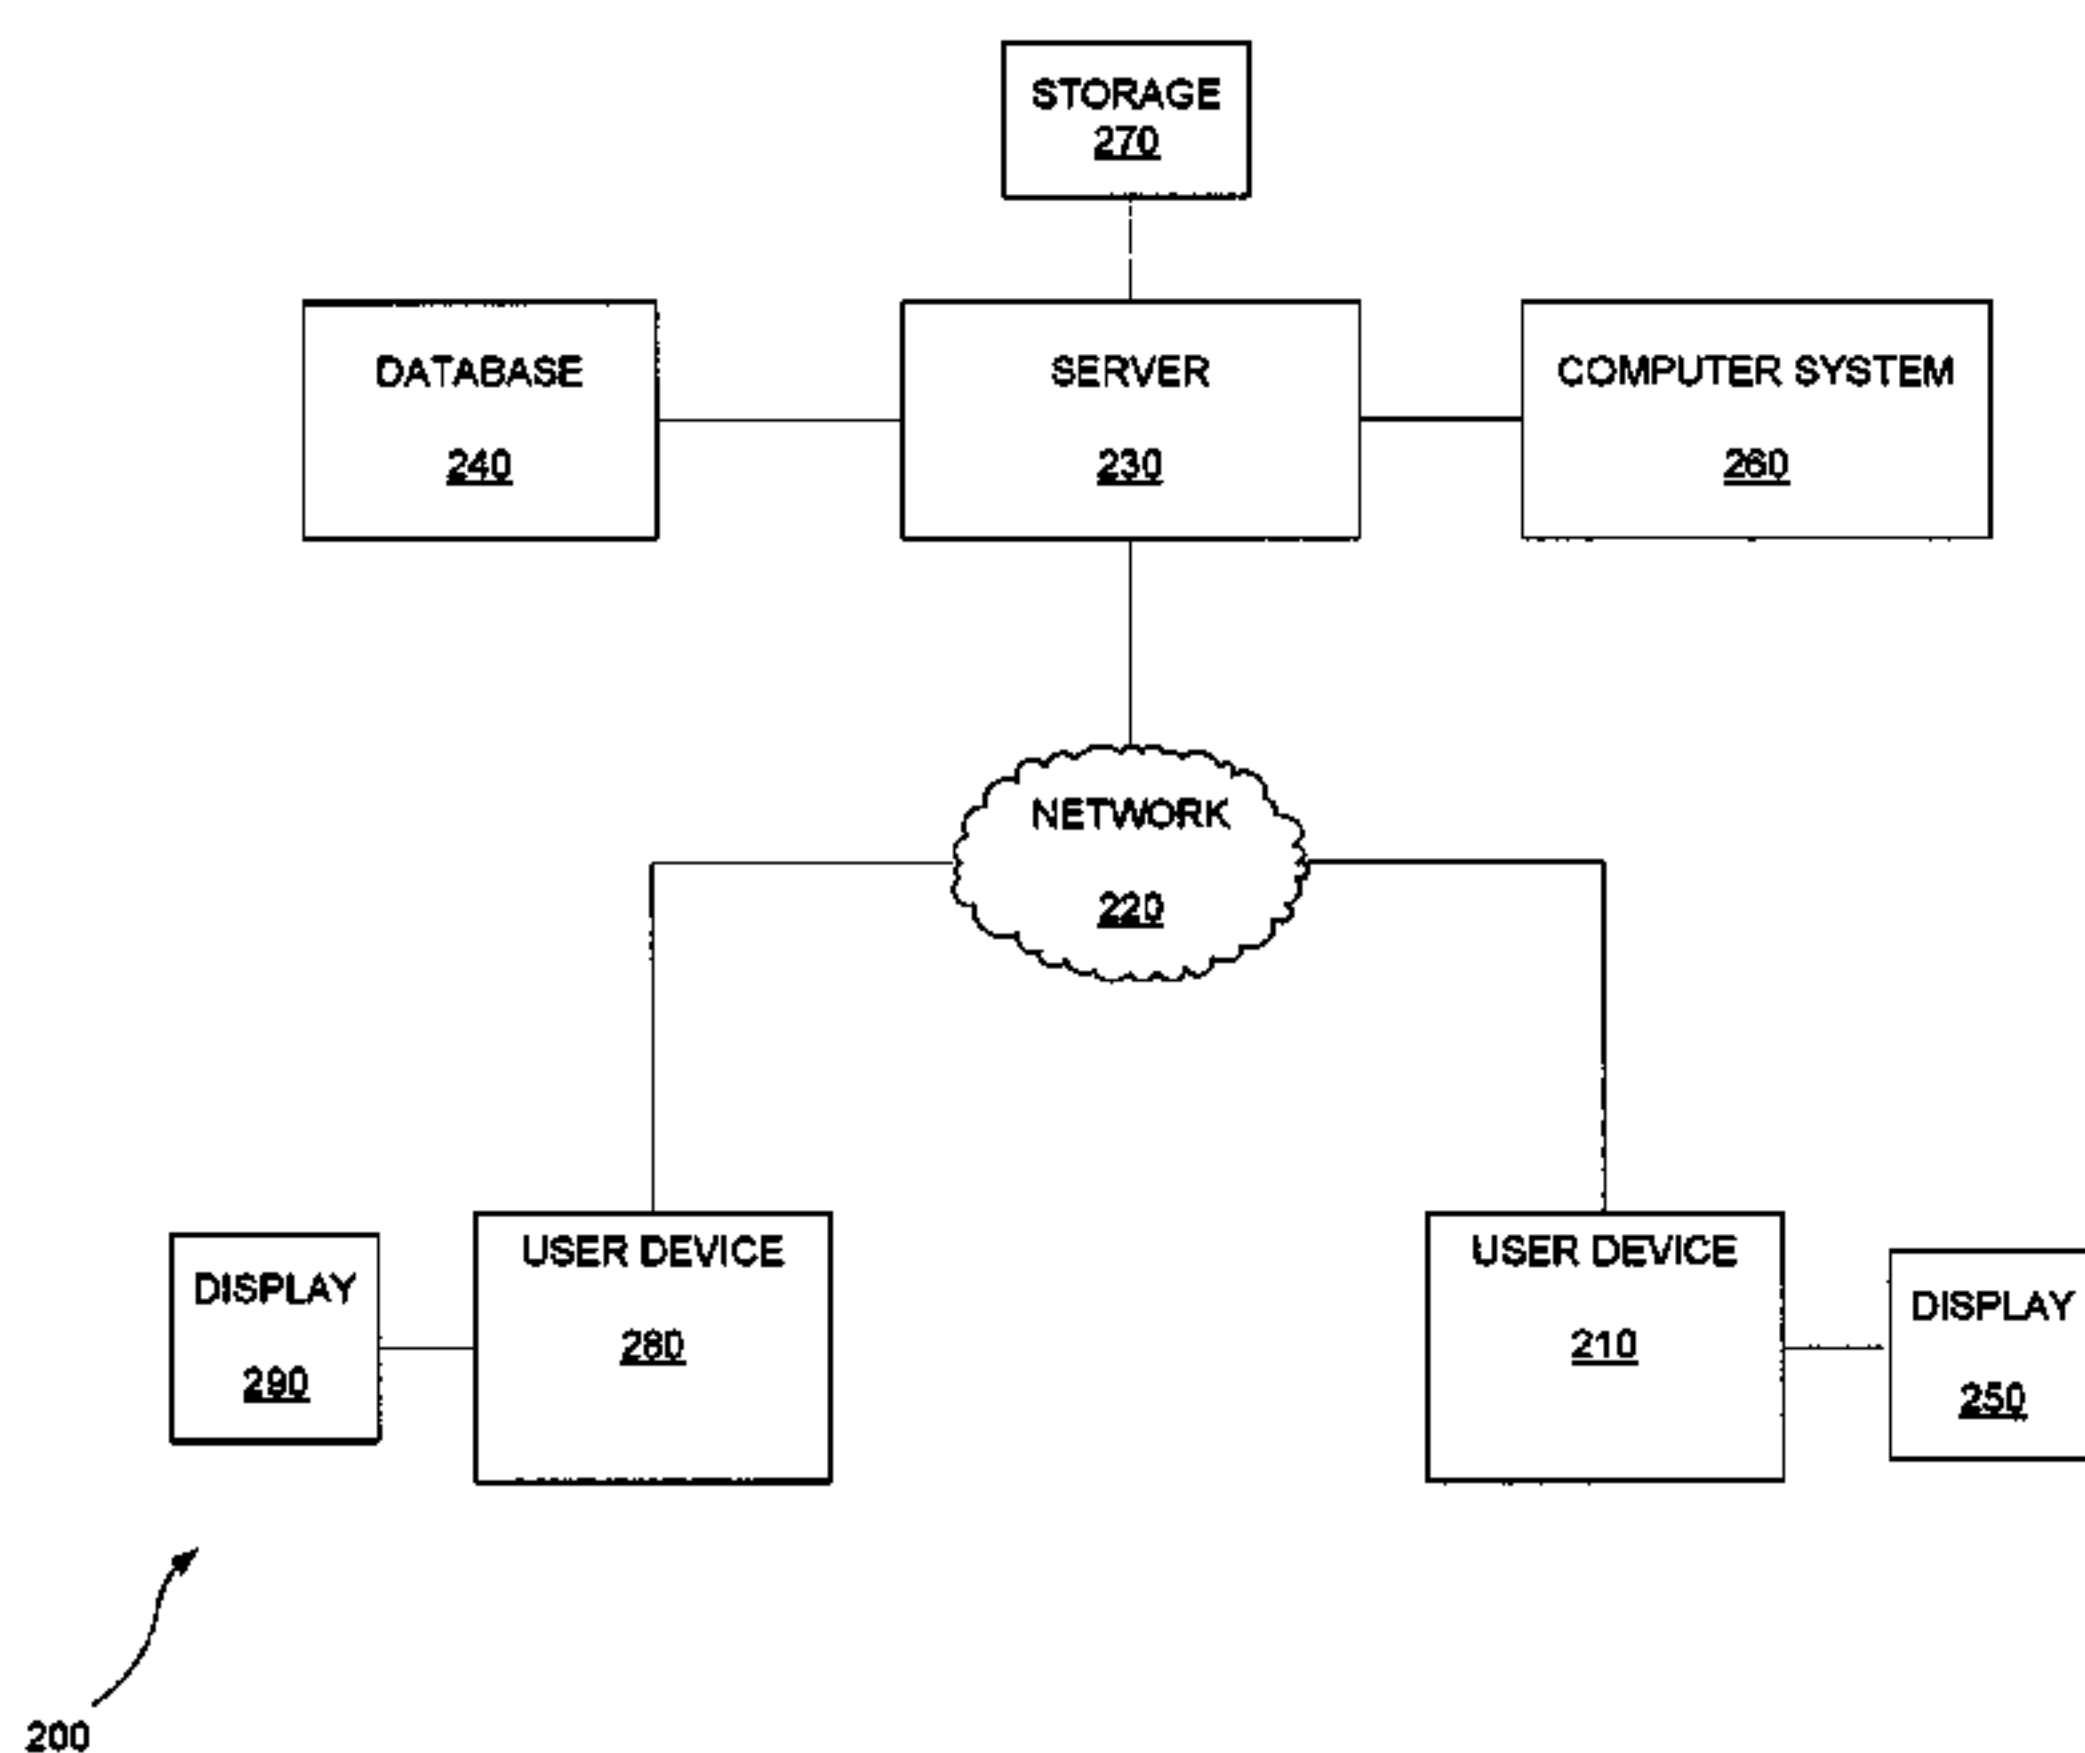 STORAGE
270
DATABASE
240
SERVER
230
COMPUTER SYSTEM
260
NETWORK
220
DISPLAY
290
USER DEVICE
280
USER DEVICE
210
DISPLAY
250
200